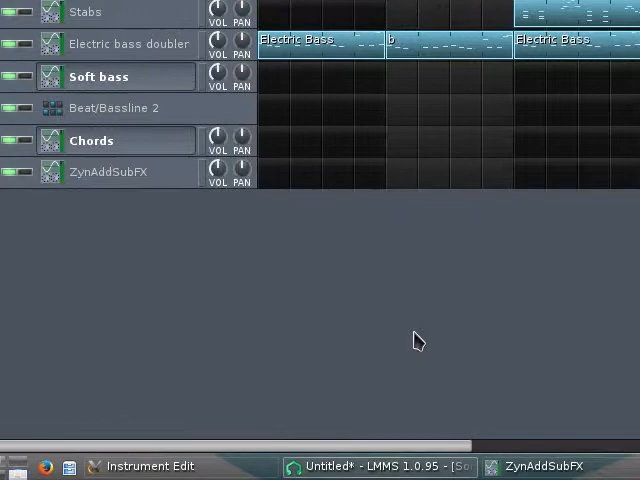 Stabs
VOL PAN
Electric bass doubler
VOL PAN
Electric Bass
b
Electric Bass
Soft bass
VOL PAN
Beat/Bassline 2
Chords
VOL PAN
ZynAddSubFX
VOL PAN
Instrument Edit
Untitled* - LMMS 1.0.95 - [So
ZynAddSubFX